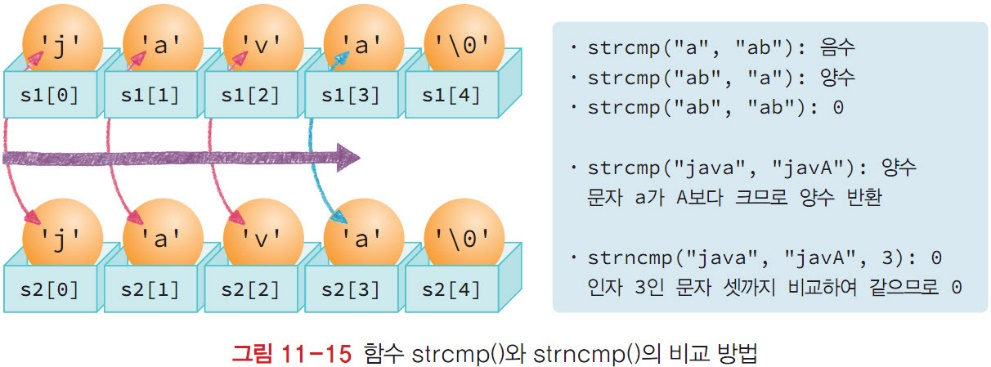 'j' 'a' 'v' 'a' '\0'
s1[0] s1[1] s1[2] s1[3] s1[4]
'j' 'a' 'v' 'a' '\0'
s2[0] s2[1] s2[2] s2[3] s2[4]
· strcmp("a", "ab"): 음수
· strcmp("ab", "a"): 양수
· strcmp("ab", "ab"): 0
· strcmp("java", "javA"): 양수
문자 a가 A보다 크므로 양수 반환
· strncmp("java", "javA", 3): 0
인자 3인 문자 셋까지 비교하여 같으므로 0
그림 11-15 함수 strcmp()와 strncmp()의 비교 방법